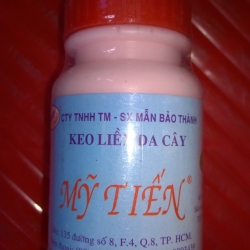 CTY TNHH TM - SX MẪN BẢO THÀNH
KEO LIỀN DA CÂY
MỸ TIẾN®
135 đường số 8, F.4, Q.8, TP. HCM.